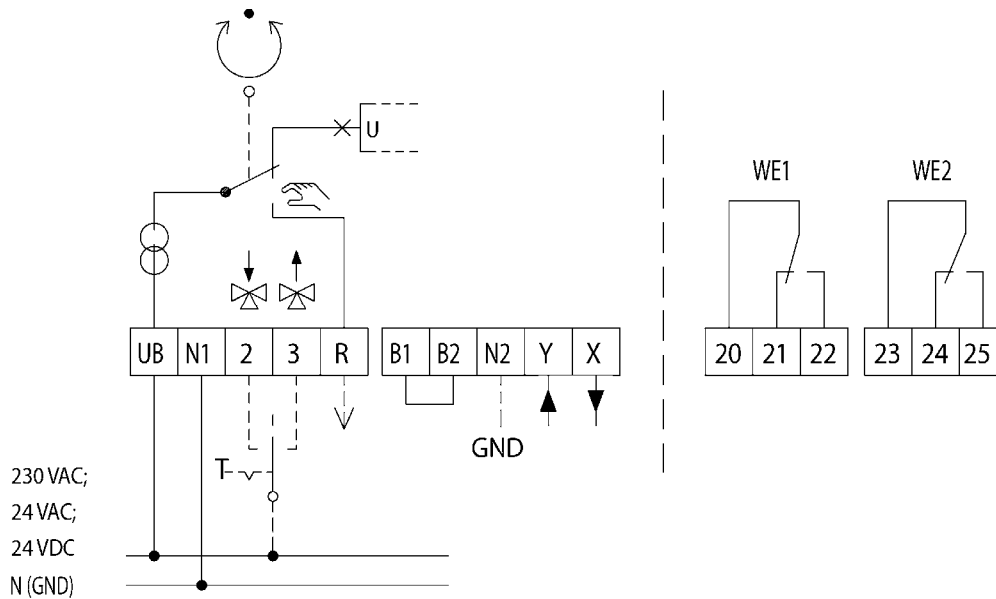 U
WE1 WE2
UB N1 2 3 R B1 B2 N2 Y X 20 21 22 23 24 25
GND
T
230 VAC;
24 VAC;
24 VDC
N (GND)